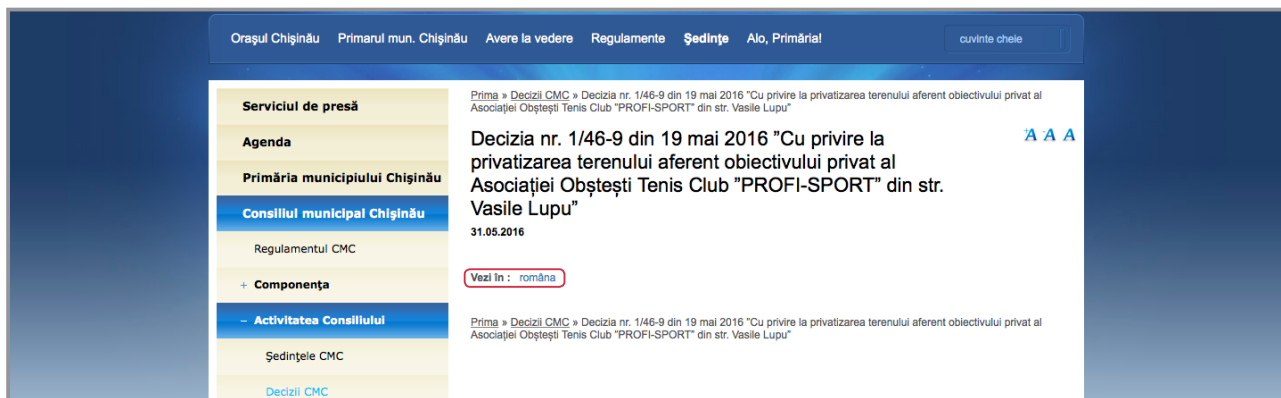 Orașul Chișinău Primarul mun. Chișinău Avere la vedere Regulamente Ședințe Alo, Primăria! cuvinte cheie
Serviciul de presă
Agenda
Primăria municipiului Chișinău
Consiliul municipal Chișinău
Regulamentul CMC
+ Componența
– Activitatea Consiliului
Ședințele CMC
Decizii CMC
Prima » Decizii CMC » Decizia nr. 1/46-9 din 19 mai 2016 "Cu privire la privatizarea terenului aferent obiectivului privat al
Asociației Obștești Tenis Club "PROFI-SPORT" din str. Vasile Lupu"
Decizia nr. 1/46-9 din 19 mai 2016 ”Cu privire la
privatizarea terenului aferent obiectivului privat al
Asociației Obștești Tenis Club ”PROFI-SPORT” din str.
Vasile Lupu”
A A A
31.05.2016
Vezi în : româna
Prima » Decizii CMC » Decizia nr. 1/46-9 din 19 mai 2016 "Cu privire la privatizarea terenului aferent obiectivului privat al
Asociației Obștești Tenis Club "PROFI-SPORT" din str. Vasile Lupu"